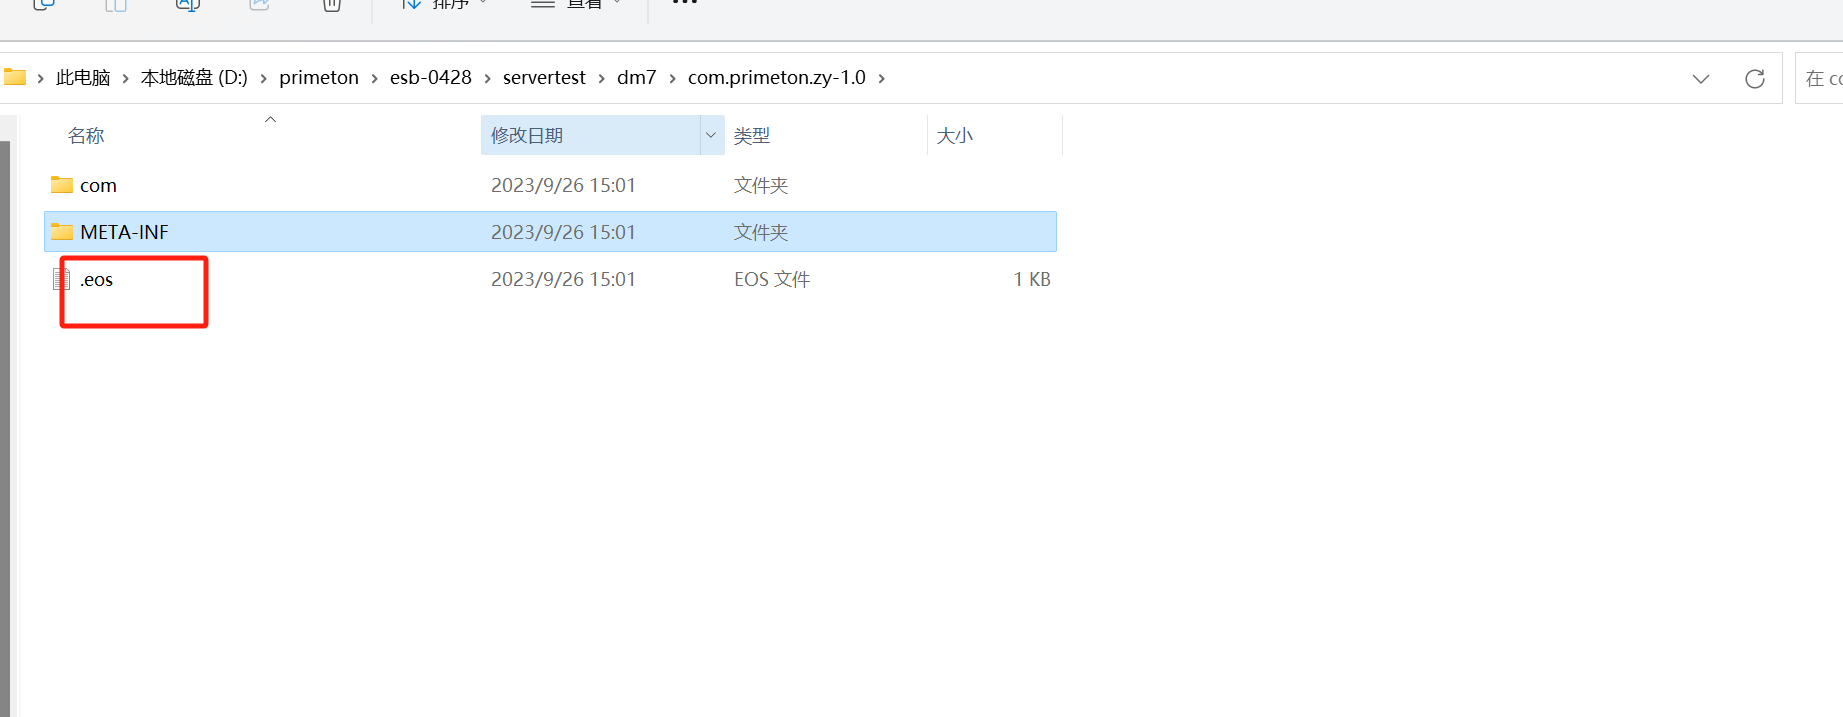 排序 查看
此电脑 本地磁盘 (D:) primeton esb-0428 servertest dm7 com.primeton.zy-1.0 在 co
名称 修改日期 类型 大小
com 2023/9/26 15:01 文件夹
META-INF 2023/9/26 15:01 文件夹
.eos 2023/9/26 15:01 EOS 文件 1 KB